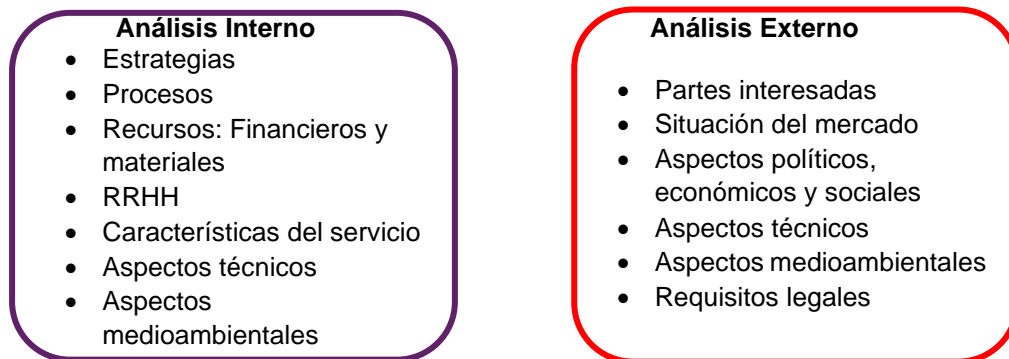 Análisis Interno
• Estrategias
• Procesos
• Recursos: Financieros y
materiales
• RRHH
• Características del servicio
• Aspectos técnicos
• Aspectos
medioambientales
Análisis Externo
• Partes interesadas
• Situación del mercado
• Aspectos políticos,
económicos y sociales
• Aspectos técnicos
• Aspectos medioambientales
• Requisitos legales